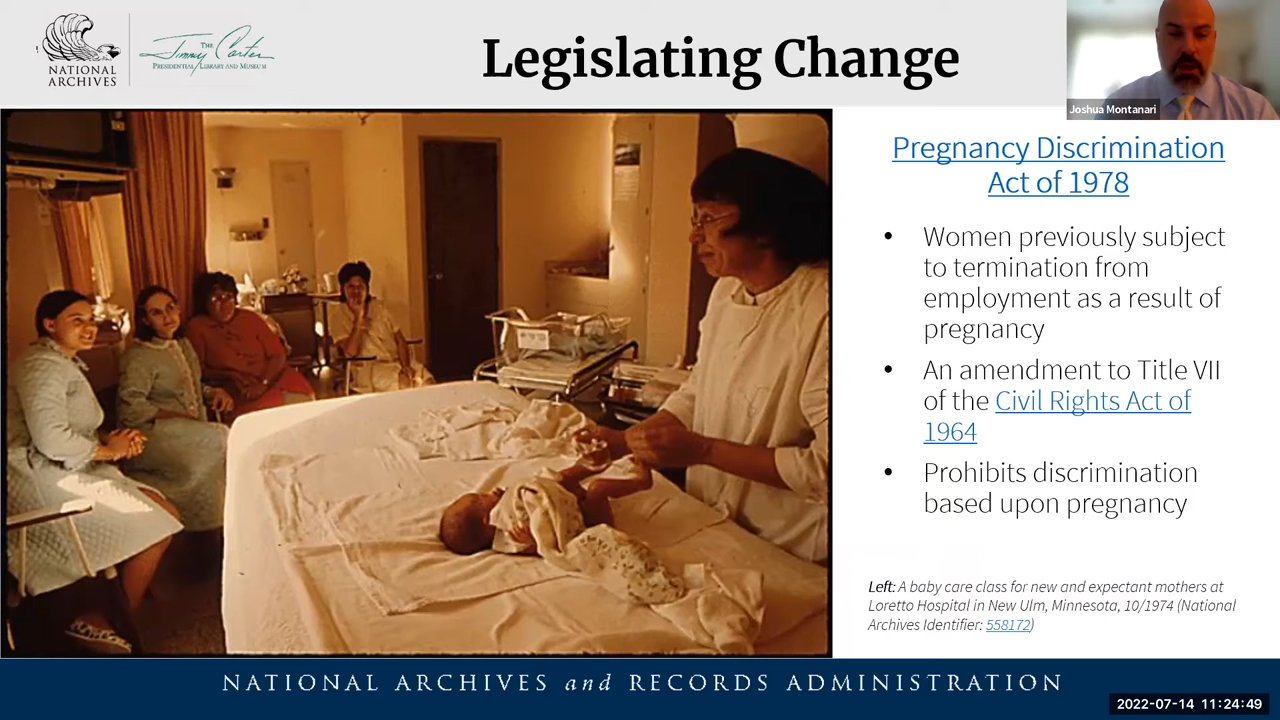 NATIONAL
ARCHIVES
THE
Jimmy Carter
PRESIDENTIAL LIBRARY AND MUSEUM
Legislating Change
Joshua Montanari
Pregnancy Discrimination
Act of 1978
• Women previously subject
to termination from
employment as a result of
pregnancy
• An amendment to Title VII
of the Civil Rights Act of
1964
• Prohibits discrimination
based upon pregnancy
Left: A baby care class for new and expectant mothers at
Loretto Hospital in New Ulm, Minnesota, 10/1974 (National
Archives Identifier: 558172)
NATIONAL ARCHIVES and RECORDS ADMINISTRATION
2022-07-14 11:24:49